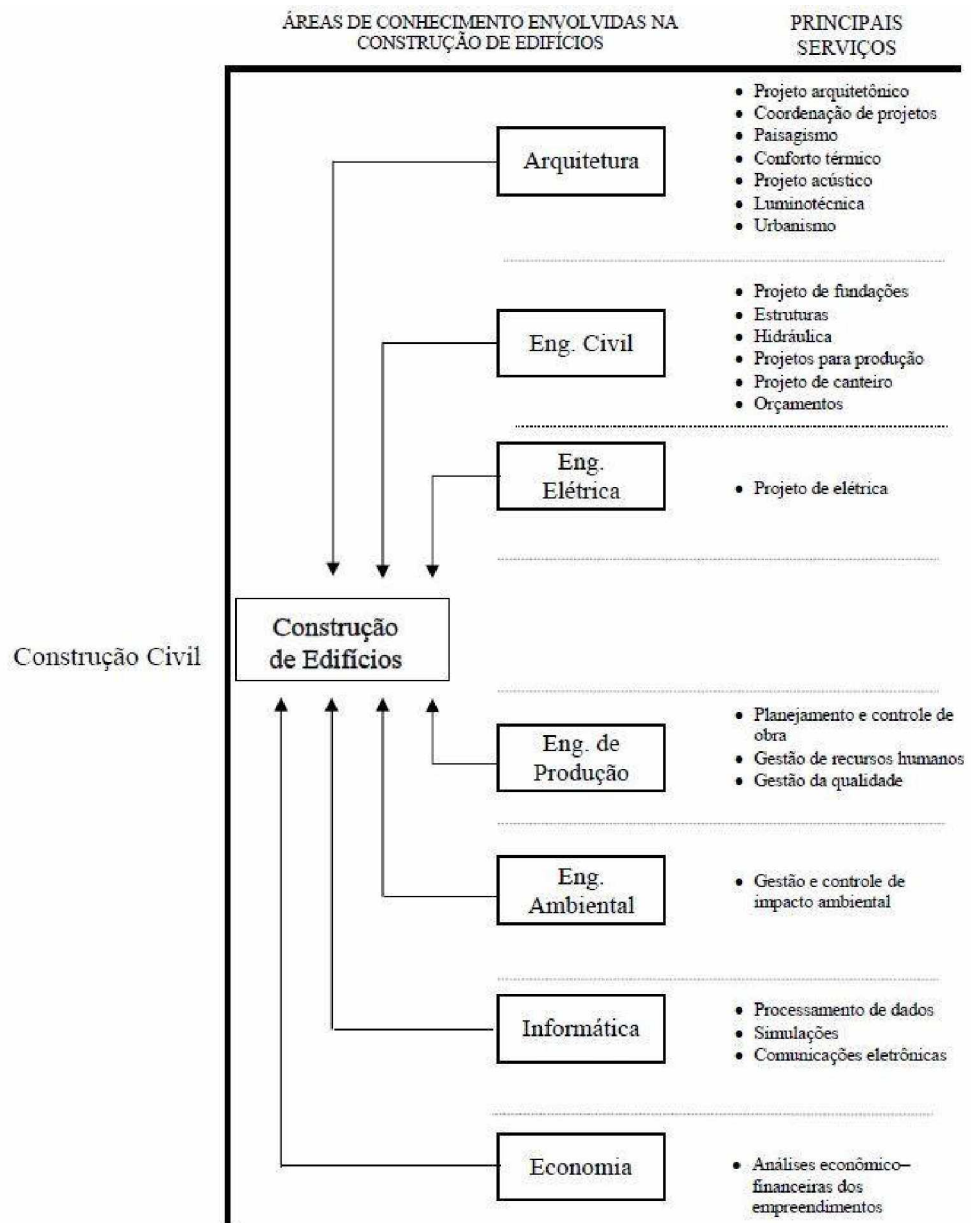 ÁREAS DE CONHECIMENTO ENVOLVIDAS NA
CONSTRUÇÃO DE EDIFÍCIOS
PRINCIPAIS
SERVIÇOS
Arquitetura
• Projeto arquitetônico
• Coordenação de projetos
• Paisagismo
• Conforto térmico
• Projeto acústico
• Luminotécnica
• Urbanismo
Eng. Civil
• Projeto de fundações
• Estruturas
• Hidráulica
• Projetos para produção
• Projeto de canteiro
• Orçamentos
Eng.
Elétrica
• Projeto de elétrica
Construção Civil
Construção
de Edifícios
Eng. de
Produção
• Planejamento e controle de
obra
• Gestão de recursos humanos
• Gestão da qualidade
Eng.
Ambiental
• Gestão e controle de
impacto ambiental
Informática
• Processamento de dados
• Simulações
• Comunicações eletrônicas
Economia
• Análises econômico–
financeiras dos
empreendimentos